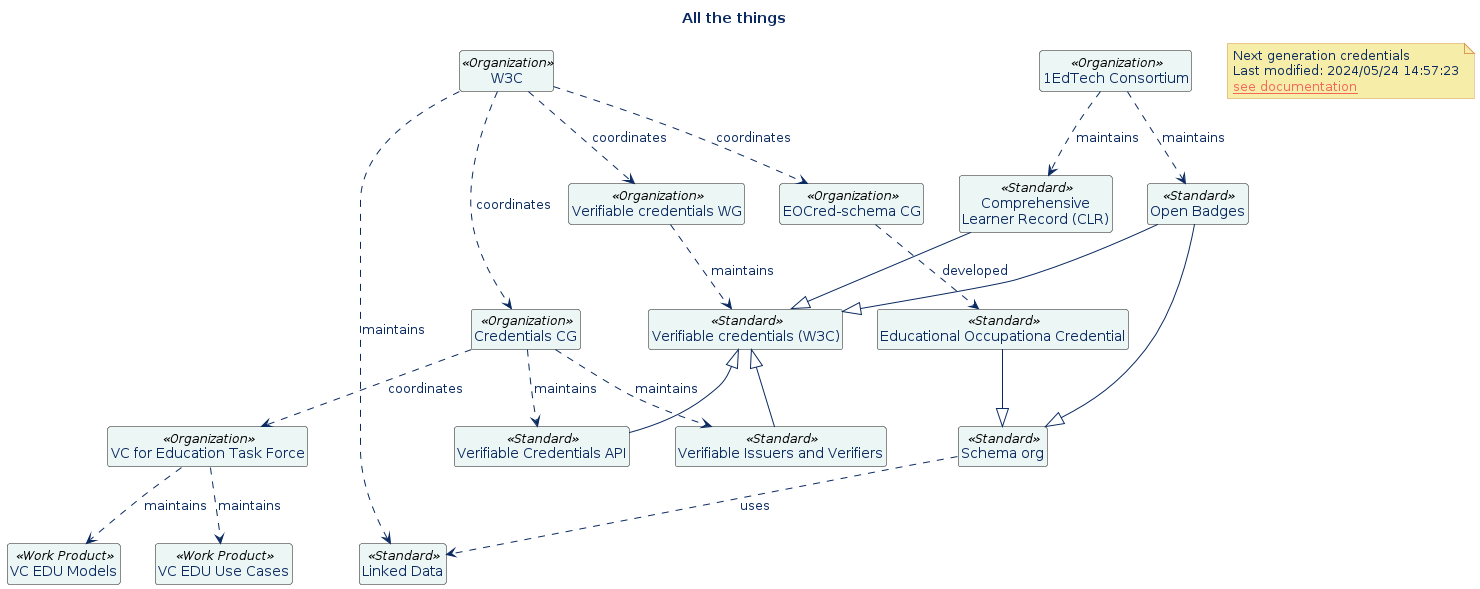 All the things
Next generation credentials
Last modified: 2024/05/24 14:57:23
see documentation
«Organization»
W3C
«Organization»
1EdTech Consortium
coordinates
coordinates
maintains
maintains
«Organization»
Verifiable credentials WG
«Organization»
EOCred-schema CG
«Standard»
Comprehensive
Learner Record (CLR)
«Standard»
Open Badges
coordinates
maintains
developed
«Organization»
Credentials CG
«Standard»
Verifiable credentials (W3C)
«Standard»
Educational Occupationa Credential
maintains
coordinates
maintains
maintains
«Organization»
VC for Education Task Force
«Standard»
Verifiable Credentials API
«Standard»
Verifiable Issuers and Verifiers
«Standard»
Schema org
maintains
maintains
uses
«Work Product»
VC EDU Models
«Work Product»
VC EDU Use Cases
«Standard»
Linked Data